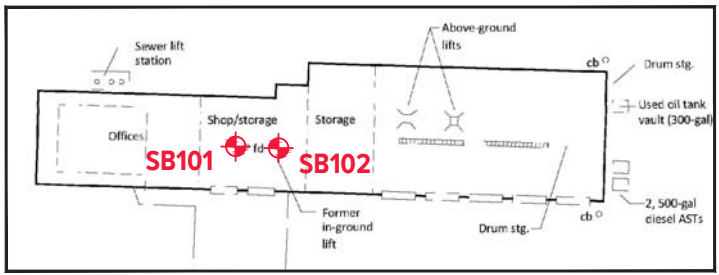 Above-ground
lifts
Sewer lift
station
cb
Drum stg.
Used oil tank
vault (300-gal)
Offices
Shop/storage
Storage
fd
SB101
SB102
2, 500-gal
diesel ASTs
Former
in-ground
lift
Drum stg.
cb